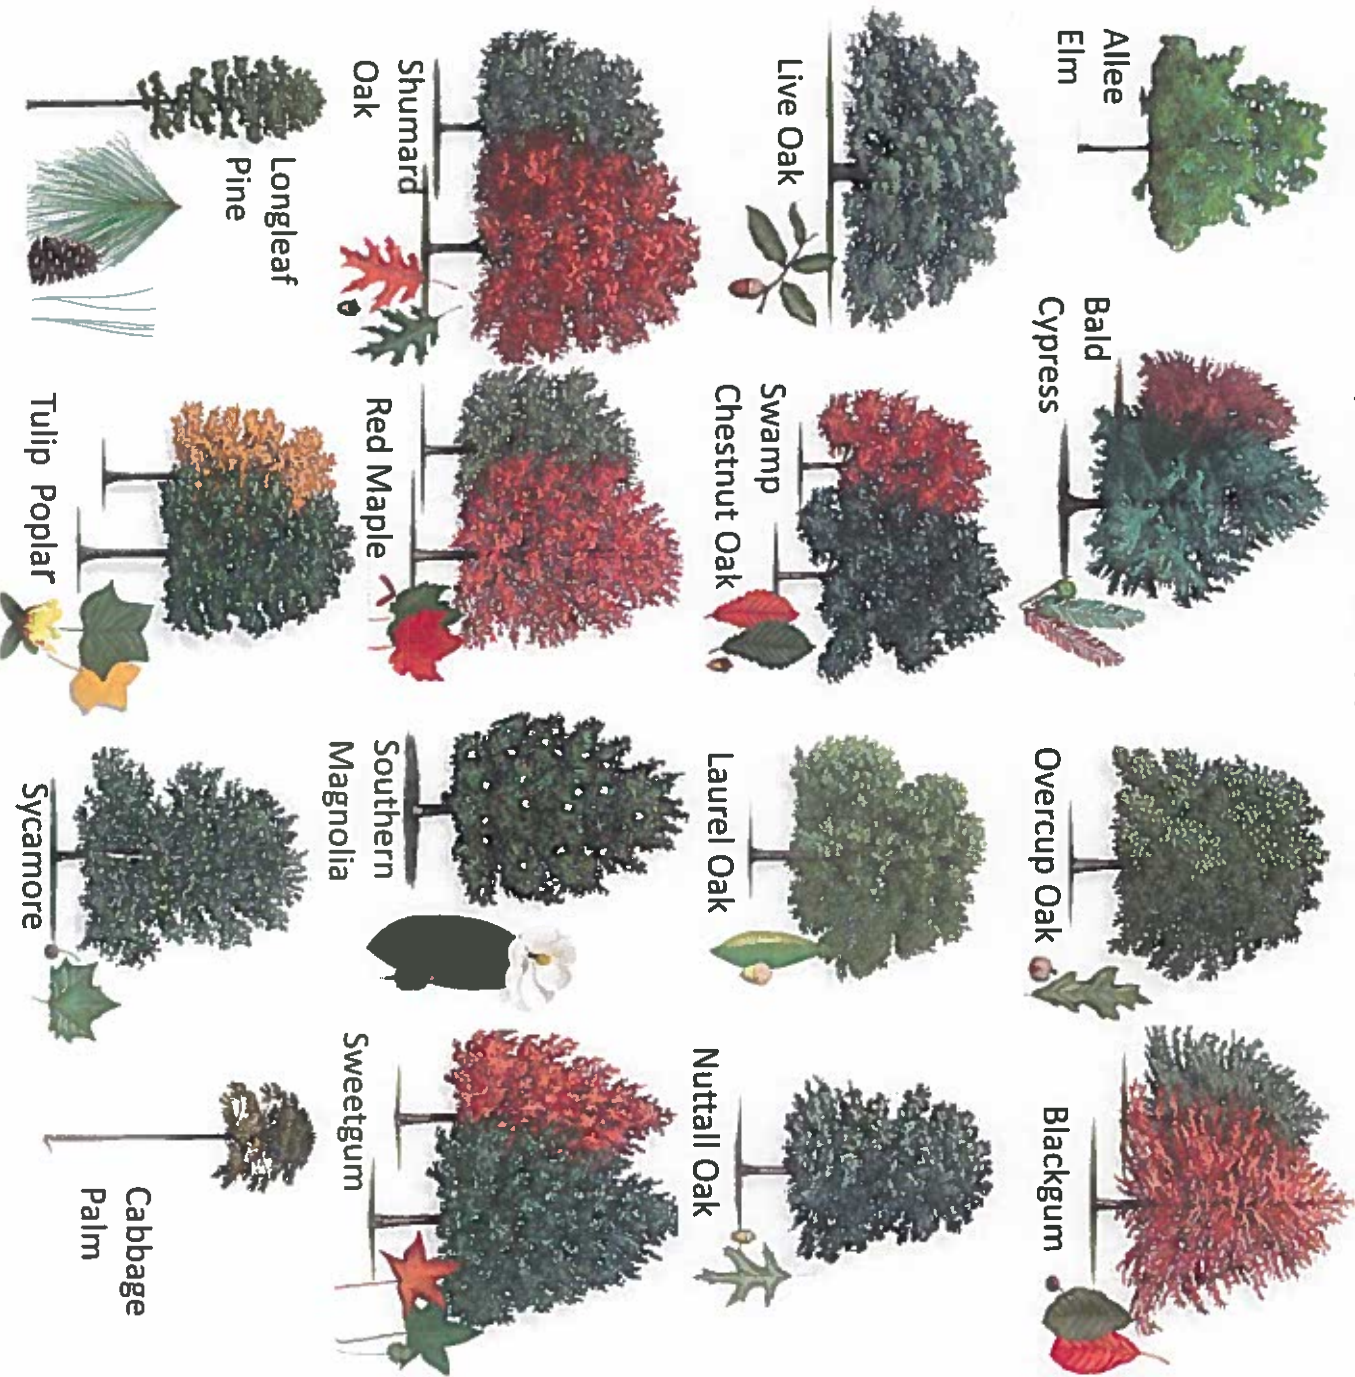 Allee
Elm
Bald
Cypress
Overcup Oak
Blackgum
Live Oak
Swamp
Chestnut Oak
Laurel Oak
Nuttall Oak
Shumard
Oak
Red Maple
Southern
Magnolia
Sweetgum
Longleaf
Pine
Tulip Poplar
Sycamore
Cabbage
Palm